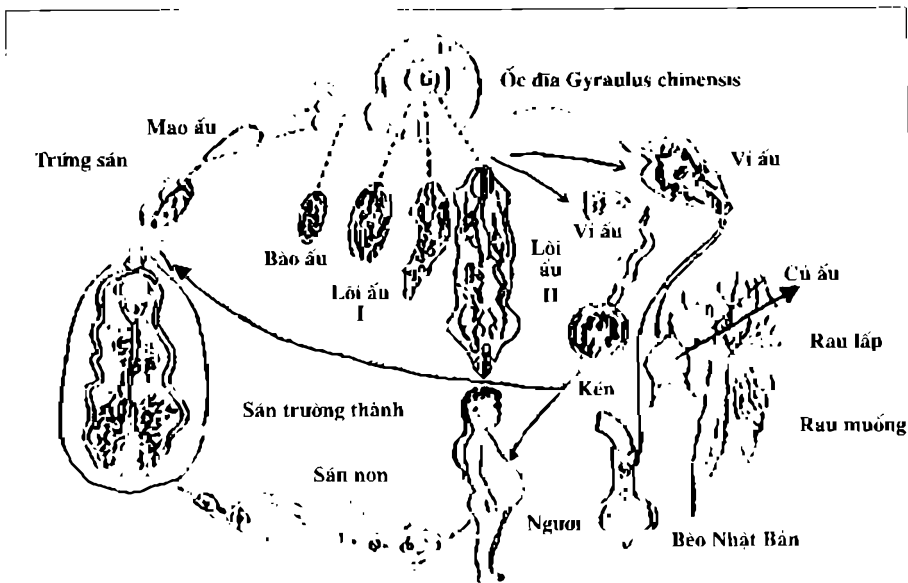 Ốc đĩa Gyraulus chinensis
Mao ấu
Trứng sán
Vĩ ấu
Vĩ ấu
Bào ấu
Lôi ấu
I
Lôi
ấu
II
Củ ấu
Rau lấp
Kén
Sán trưởng thành
Rau muống
Sán non
Người
Bèo Nhật Bản